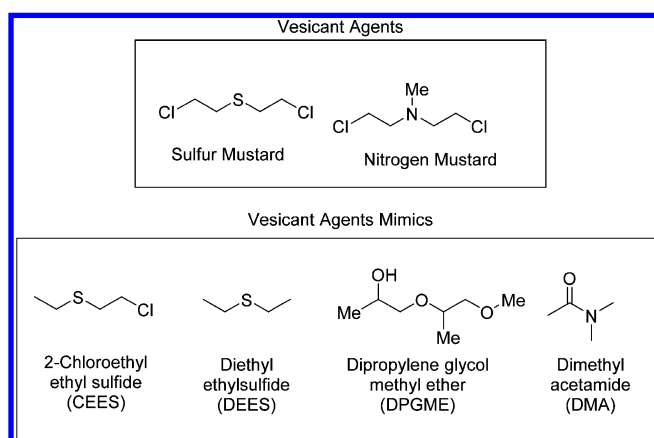 Vesicant Agents
Cl S Cl
Sulfur Mustard
Me
Cl N Cl
Nitrogen Mustard
Vesicant Agents Mimics
S Cl
2-Chloroethyl
ethyl sulfide
(CEES)
S
Diethyl
ethylsulfide
(DEES)
OH
Me O O Me
Me
Dipropylene glycol
methyl ether
(DPGME)
O
N
Dimethyl
acetamide
(DMA)